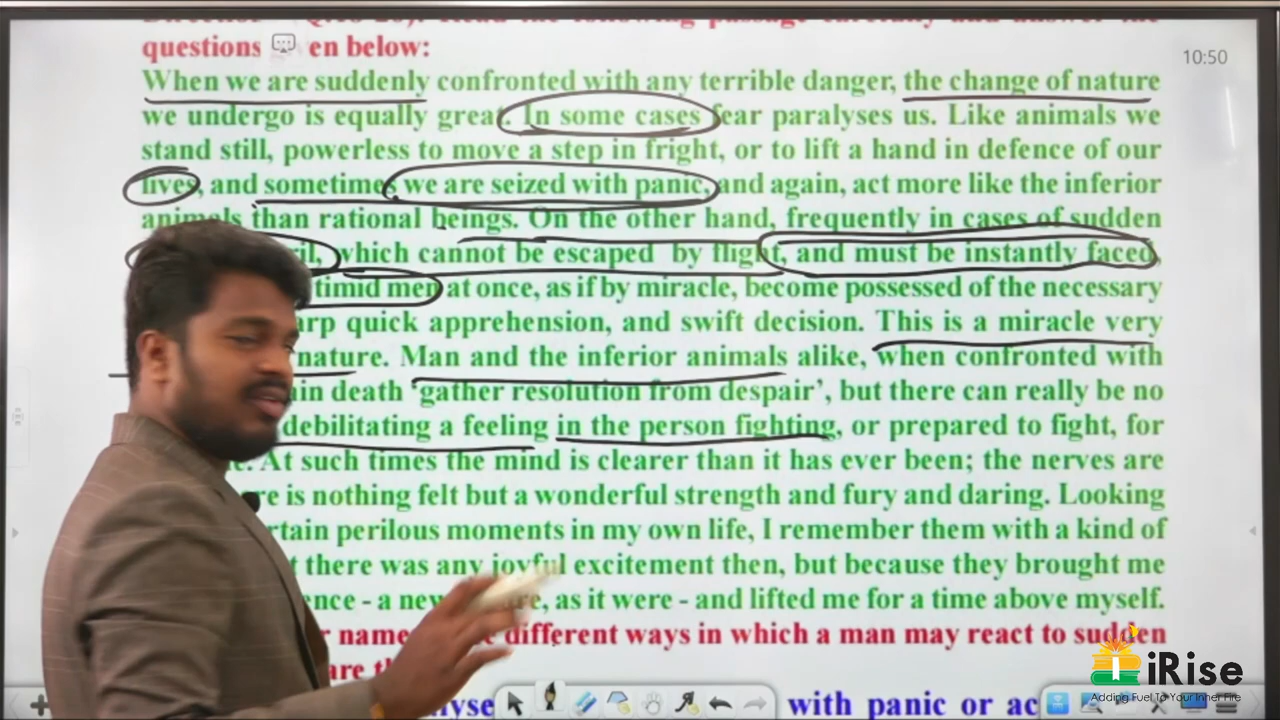 questions en below:
10:50
When we are suddenly confronted with any terrible danger, the change of nature
we undergo is equally great. In some cases fear paralyses us. Like animals we
stand still, powerless to move a step in fright, or to lift a hand in defence of our
lives, and sometimes we are seized with panic, and again, act more like the inferior
animals than rational beings. On the other hand, frequently in cases of sudden
which cannot be escaped by flight, and must be instantly faced,
timid men at once, as if by miracle, become possessed of the necessary
quick apprehension, and swift decision. This is a miracle very
nature. Man and the inferior animals alike, when confronted with
death 'gather resolution from despair', but there can really be no
debilitating a feeling in the person fighting, or prepared to fight, for
At such times the mind is clearer than it has ever been; the nerves are
is nothing felt but a wonderful strength and fury and daring. Looking
perilous moments in my own life, I remember them with a kind of
there was any joyful excitement then, but because they brought me
- a new , as it were - and lifted me for a time above myself.
name different ways in which a man may react to sudden
are
with panic or
iRise
Adding Fuel To Your Inner Fire